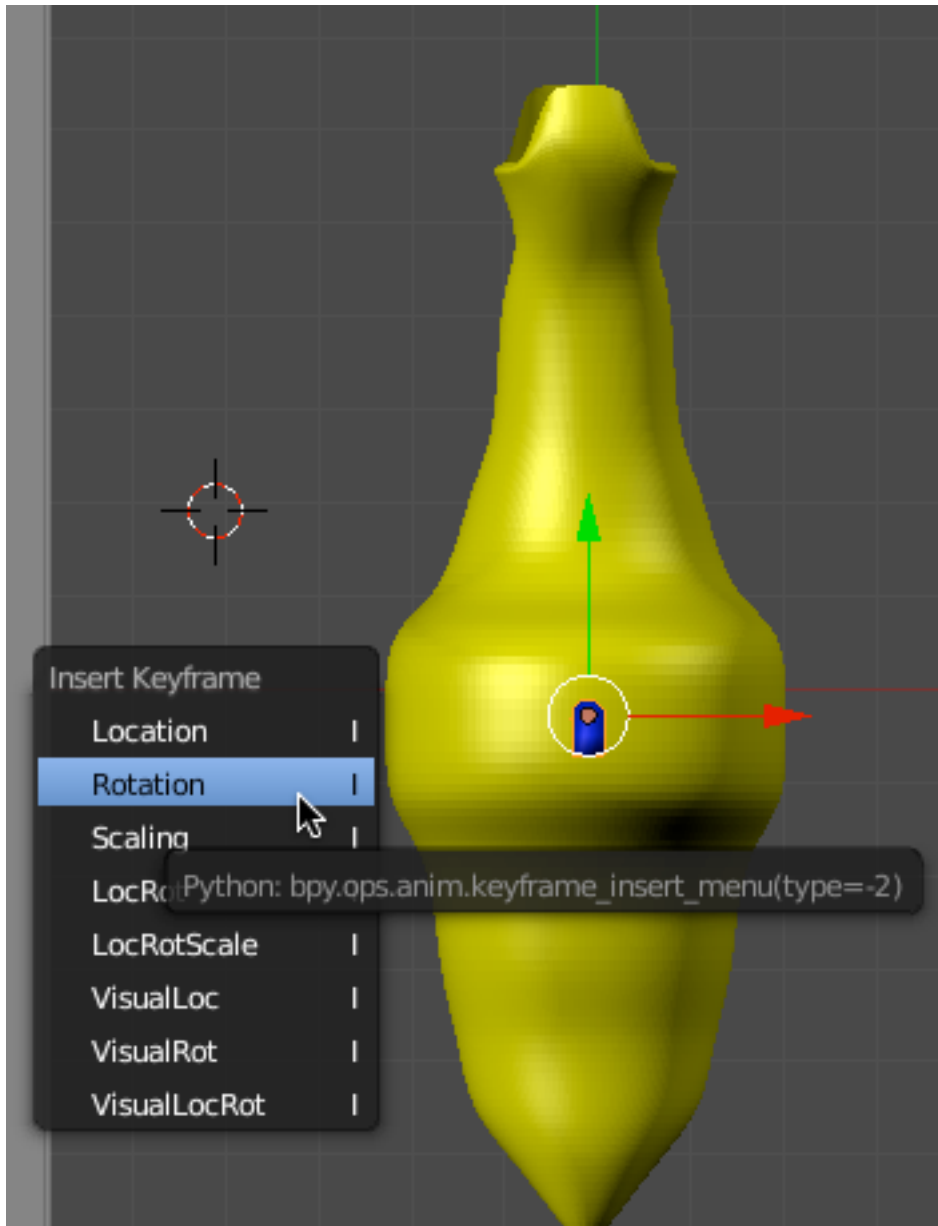 Insert Keyframe
Location I
Rotation I
Scaling I
Python: bpy.ops.anim.keyframe_insert_menu(type=-2)
LocRot
LocRotScale I
VisualLoc I
VisualRot I
VisualLocRot I